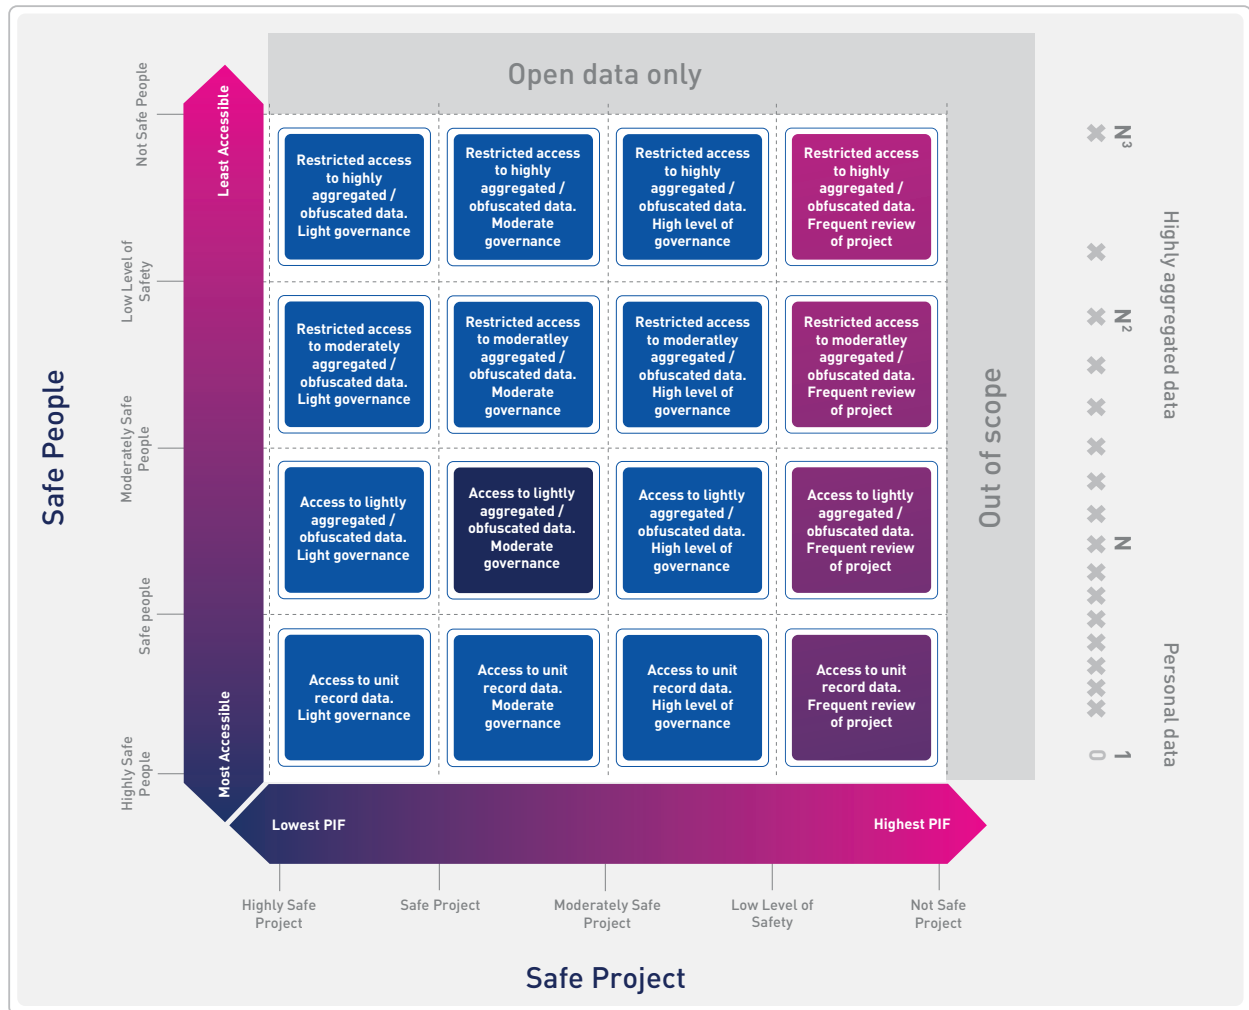 Open data only
Out of scope
Safe People
Not Safe People
Low Level of
Safety
Moderately Safe
People
Safe people
Highly Safe
People
Least Accessible
Most Accessible
Restricted access
to highly
aggregated /
obfuscated data.
Light governance
Restricted access
to highly
aggregated /
obfuscated data.
Moderate
governance
Restricted access
to highly
aggregated /
obfuscated data.
High level of
governance
Restricted access
to highly
aggregated /
obfuscated data.
Frequent review
of project
Restricted access
to moderately
aggregated /
obfuscated data.
Light governance
Restricted access
to moderatley
aggregated /
obfuscated data.
Moderate
governance
Restricted access
to moderatley
aggregated /
obfuscated data.
High level of
governance
Restricted access
to moderatley
aggregated /
obfuscated data.
Frequent review
of project
Access to lightly
aggregated /
obfuscated data.
Light governance
Access to lightly
aggregated /
obfuscated data.
Moderate
governance
Access to lightly
aggregated /
obfuscated data.
High level of
governance
Access to lightly
aggregated /
obfuscated data.
Frequent review
of project
Access to unit
record data.
Light governance
Access to unit
record data.
Moderate
governance
Access to unit
record data.
High level of
governance
Access to unit
record data.
Frequent review
of project
Lowest PIF
Highest PIF
Highly Safe
Project
Safe Project
Moderately Safe
Project
Low Level of
Safety
Not Safe
Project
Safe Project
N³
N²
N
1
0
Highly aggregated data
Personal data